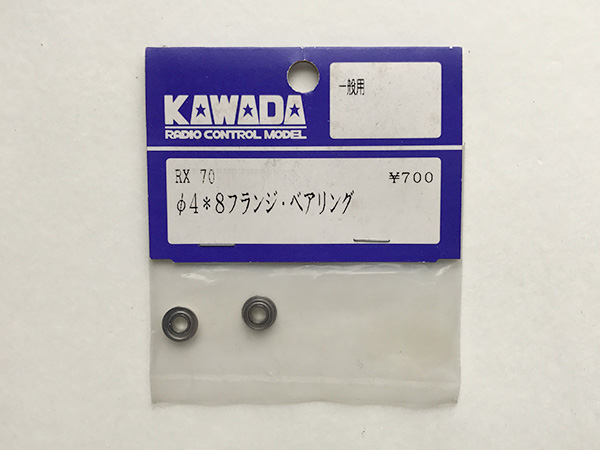 KAWADA
RADIO CONTROL MODEL
一般用
RX 70
¥700
φ4*8フランジ・ベアリング